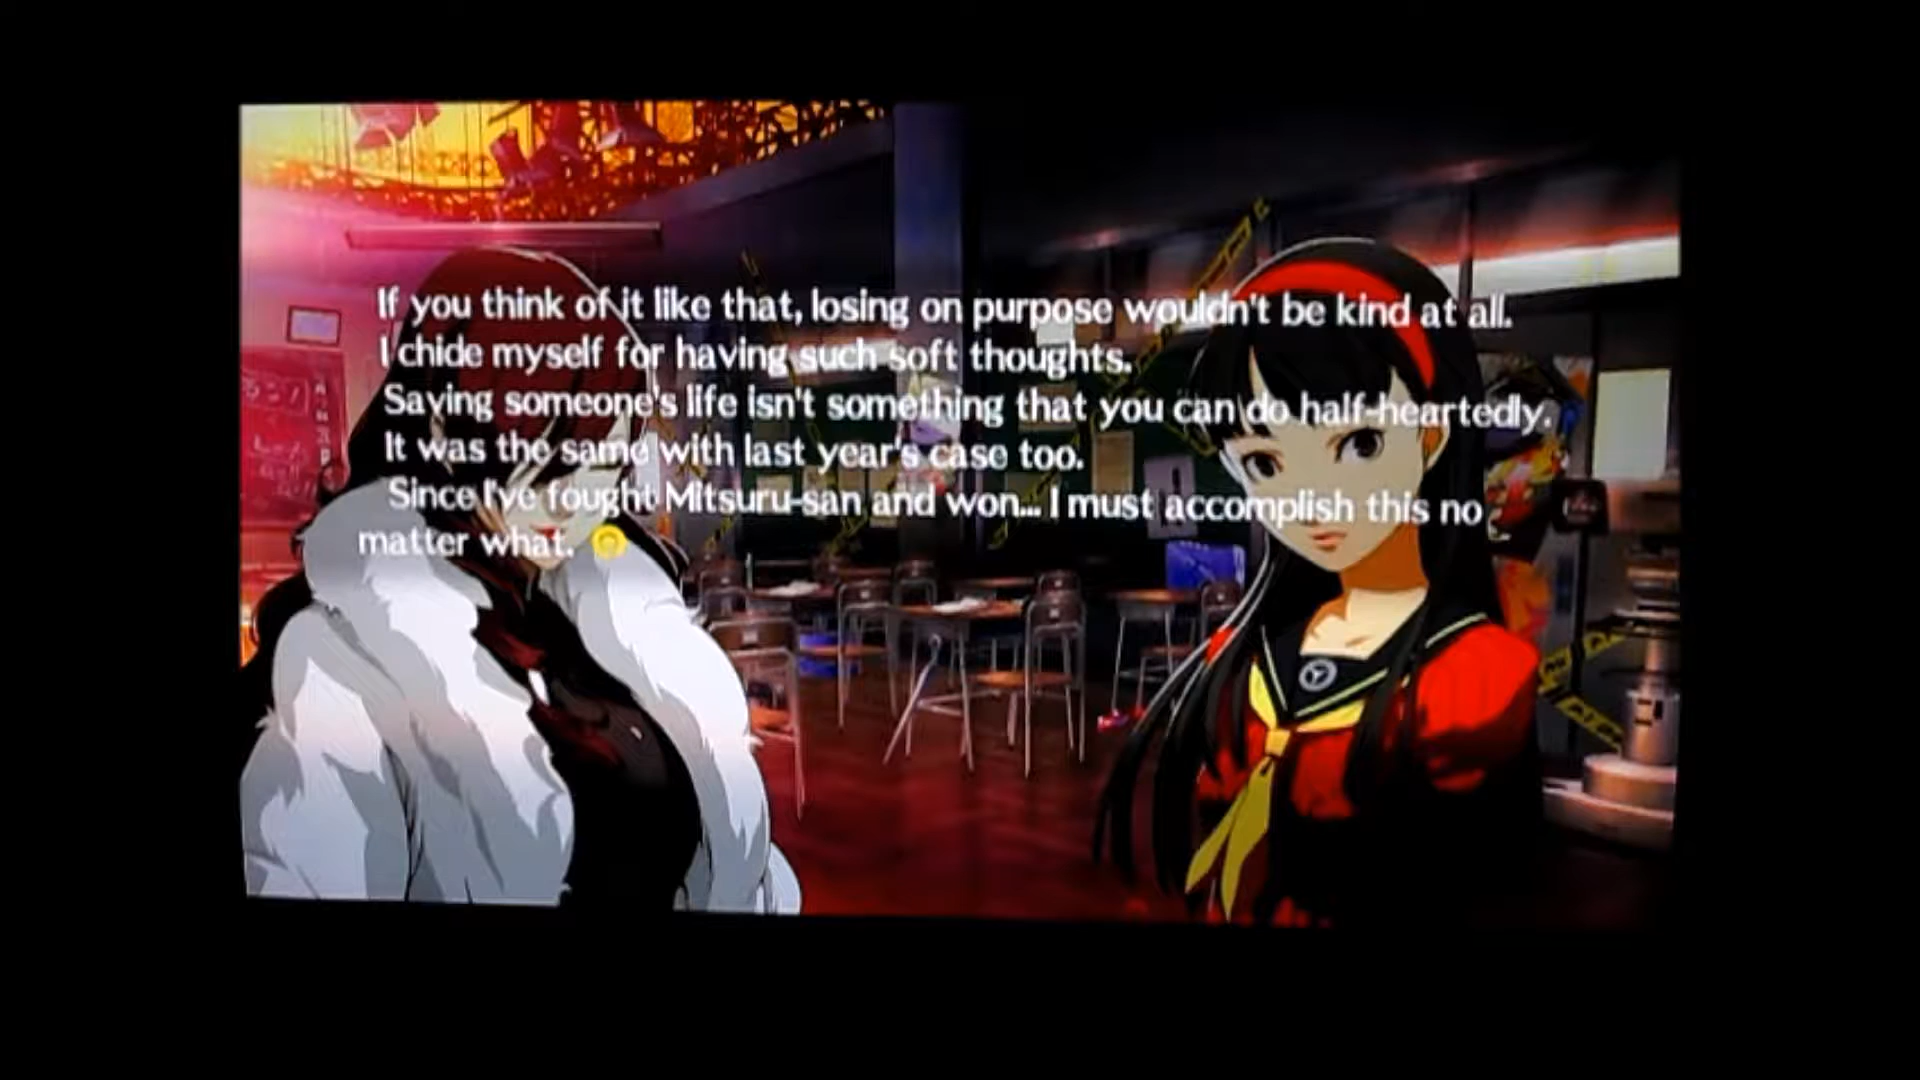 If you think of it like that, losing on purpose wouldn't be kind at all.
I chide myself for having such soft thoughts.
Saving someone's life isn't something that you can do half-heartedly.
It was the same with last year's case too.
Since I've fought Mitsuru-san and won... I must accomplish this no
matter what.